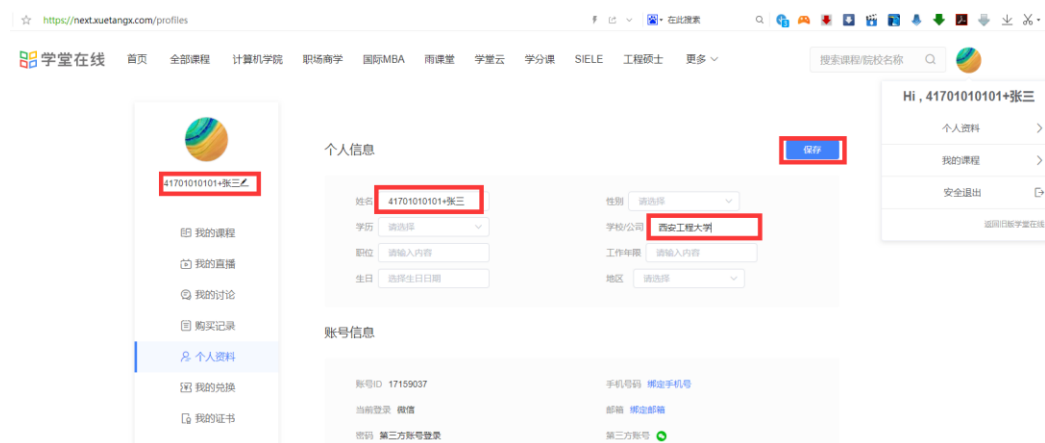 https://next.xuetangx.com/profiles
在此搜索
学堂在线 首页 全部课程 计算机学院 职场商学 国际MBA 雨课堂 学堂云 学分课 SIELE 工程硕士 更多 搜索课程/院校名称
Hi , 41701010101+张三
个人资料
我的课程
安全退出
返回旧版学堂在线
41701010101+张三
我的课程
我的直播
我的讨论
购买记录
个人资料
我的兑换
我的证书
个人信息 保存
姓名 41701010101+张三 性别 请选择
学历 请选择 学校/公司 西安工程大学
职位 请输入内容 工作年限 请输入内容
生日 选择生日日期 地区 请选择
账号信息
账号ID 17159037 手机号码 绑定手机号
当前登录 微信 邮箱 绑定邮箱
密码 第三方账号登录 第三方账号